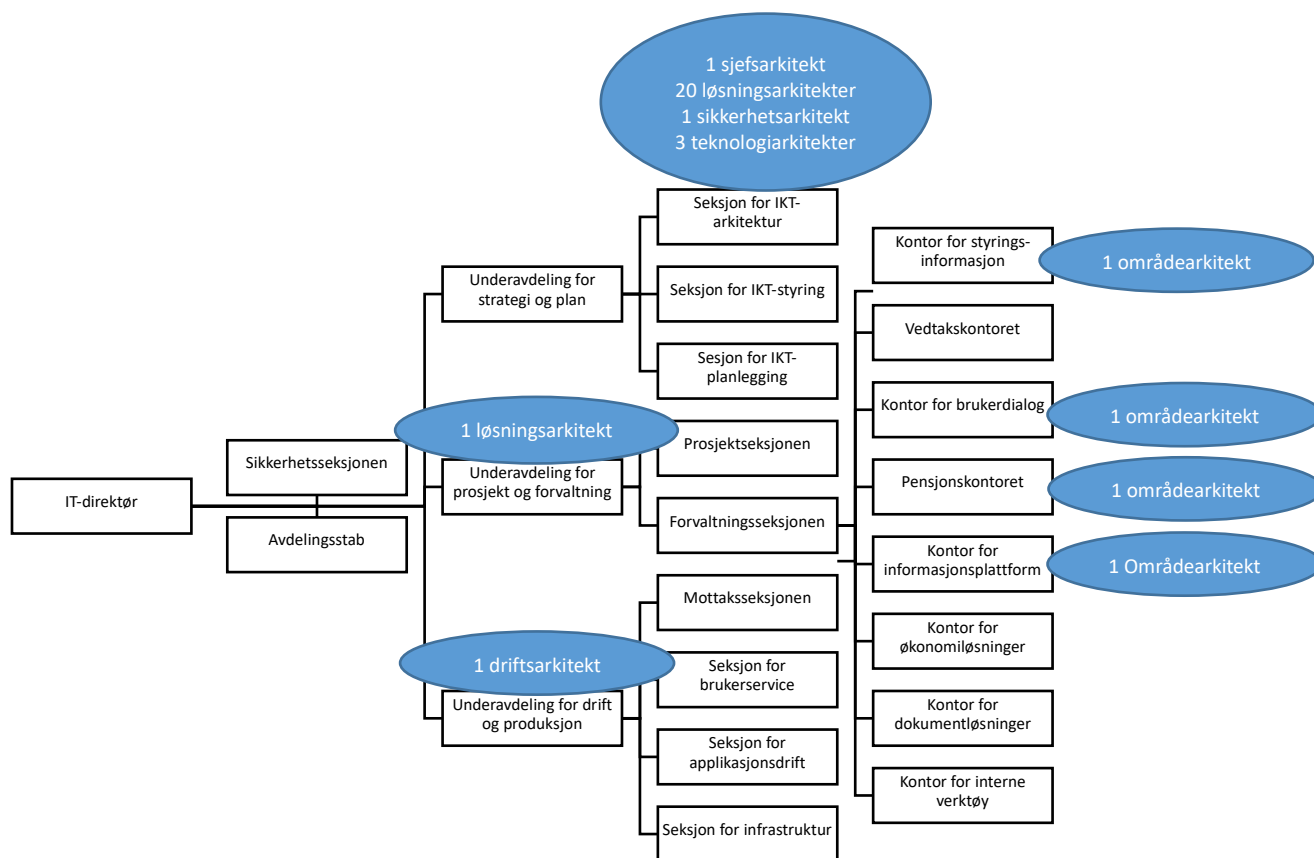 1 sjefsarkitekt
20 løsningsarkitekter
1 sikkerhetsarkitekt
3 teknologiarkitekter
Seksjon for IKT-
arkitektur
Seksjon for IKT-styring
Sesjon for IKT-
planlegging
Underavdeling for
strategi og plan
1 løsningsarkitekt
Underavdeling for
prosjekt og forvaltning
Prosjektseksjonen
Forvaltningsseksjonen
Sikkerhetsseksjonen
IT-direktør
Avdelingsstab
Mottaksseksjonen
1 driftsarkitekt
Seksjon for
brukerservice
Underavdeling for drift
og produksjon
Seksjon for
applikasjonsdrift
Seksjon for infrastruktur
Kontor for styrings-
informasjon
1 områdearkitekt
Vedtakskontoret
Kontor for brukerdialog
1 områdearkitekt
Pensjonskontoret
1 områdearkitekt
Kontor for
informasjonsplattform
1 Områdearkitekt
Kontor for
økonomiløsninger
Kontor for
dokumentløsninger
Kontor for interne
verktøy